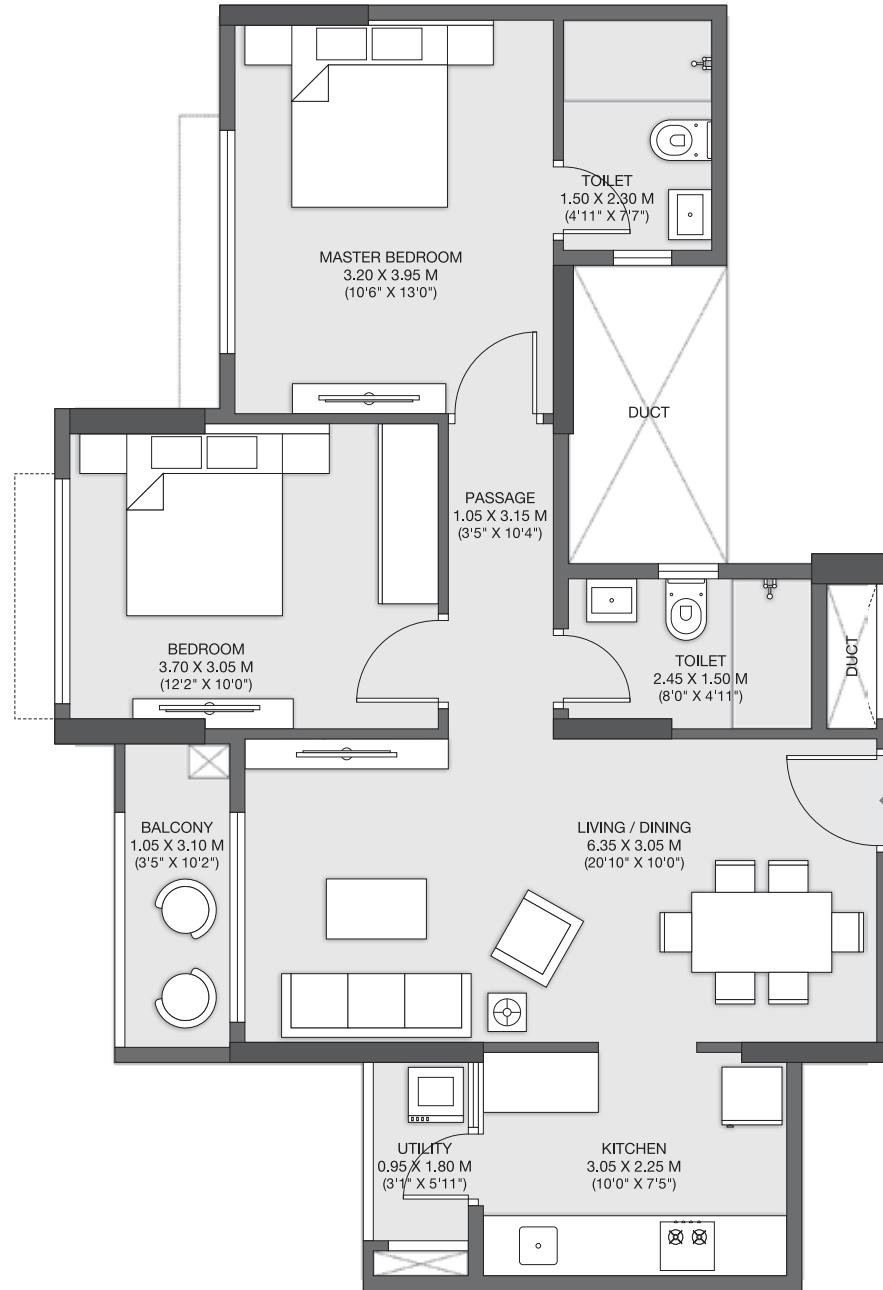 TOILET
1.50 X 2.30 M
(4'11" X 7'7")
MASTER BEDROOM
3.20 X 3.95 M
(10'6" X 13'0")
DUCT
PASSAGE
1.05 X 3.15 M
(3'5" X 10'4")
BEDROOM
3.70 X 3.05 M
(12'2" X 10'0")
TOILET
2.45 X 1.50 M
(8'0" X 4'11")
DUCT
BALCONY
1.05 X 3.10 M
(3'5" X 10'2")
LIVING / DINING
6.35 X 3.05 M
(20'10" X 10'0")
UTILITY
0.95 X 1.80 M
(3'1" X 5'11")
KITCHEN
3.05 X 2.25 M
(10'0" X 7'5")